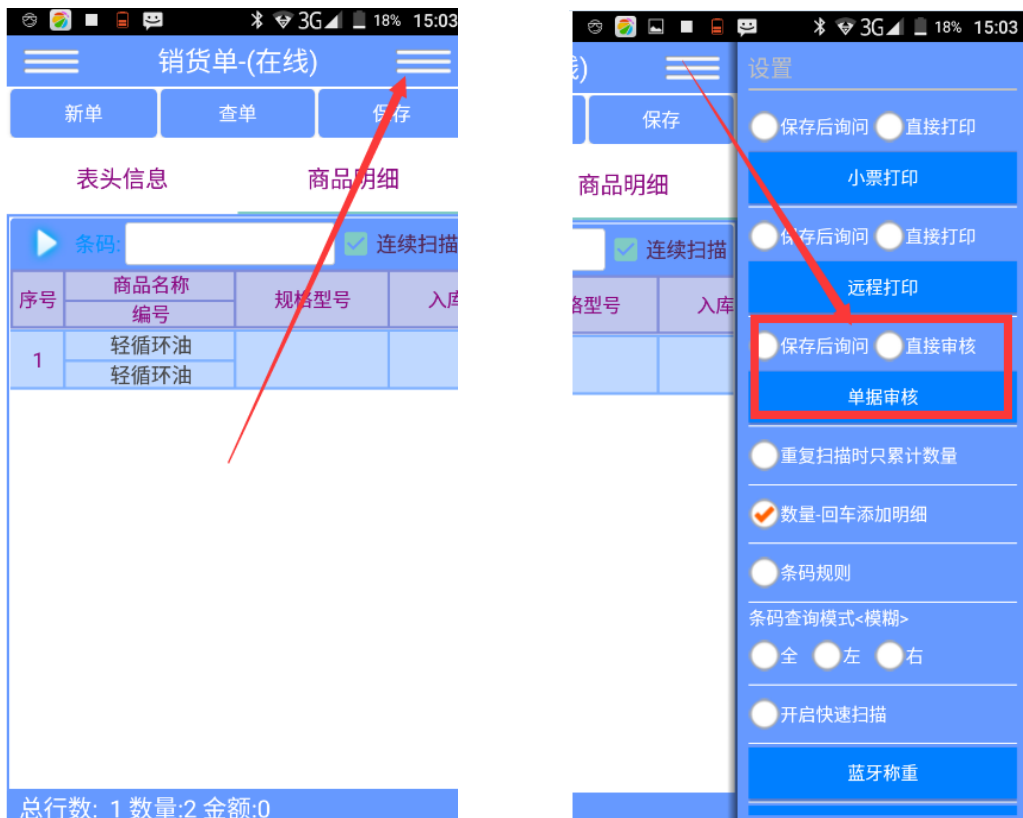 3G 18% 15:03
销货单-(在线)
新单 查单 保存
表头信息 商品明细
条码: 连续扫描
序号 商品名称 规格型号 入库
编号
1 轻循环油
轻循环油
总行数: 1 数量:2 金额:0
3G 18% 15:03
)
保存
商品明细
连续扫描
格型号 入库
设置
保存后询问 直接打印
小票打印
保存后询问 直接打印
远程打印
保存后询问 直接审核
单据审核
重复扫描时只累计数量
数量-回车添加明细
条码规则
条码查询模式<模糊>
全 左 右
开启快速扫描
蓝牙称重